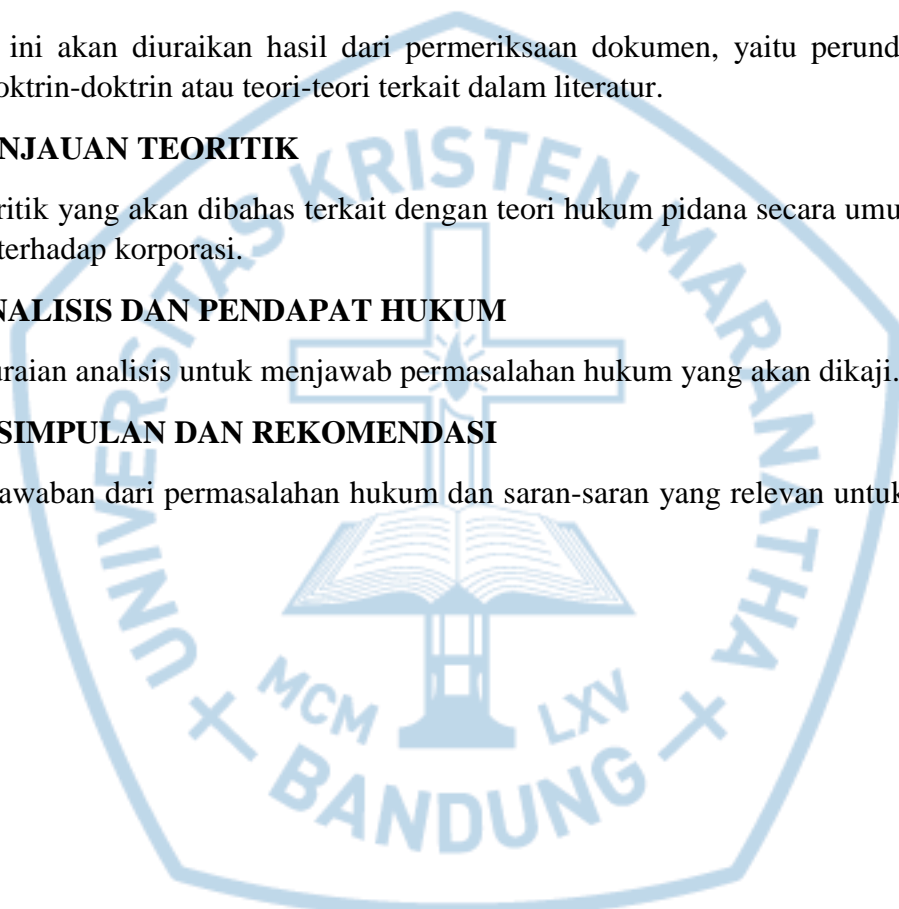 ini akan diuraikan hasil dari permeriksaan dokumen, yaitu perund
oktrin-doktrin atau teori-teori terkait dalam literatur.
NJAUAN TEORITIK
ritik yang akan dibahas terkait dengan teori hukum pidana secara umu
terhadap korporasi.
NALISIS DAN PENDAPAT HUKUM
uraian analisis untuk menjawab permasalahan hukum yang akan dikaji.
SIMPULAN DAN REKOMENDASI
awaban dari permasalahan hukum dan saran-saran yang relevan untuk
UNIVERSITAS KRISTEN MARANATHA
MCM LXV
BANDUNG